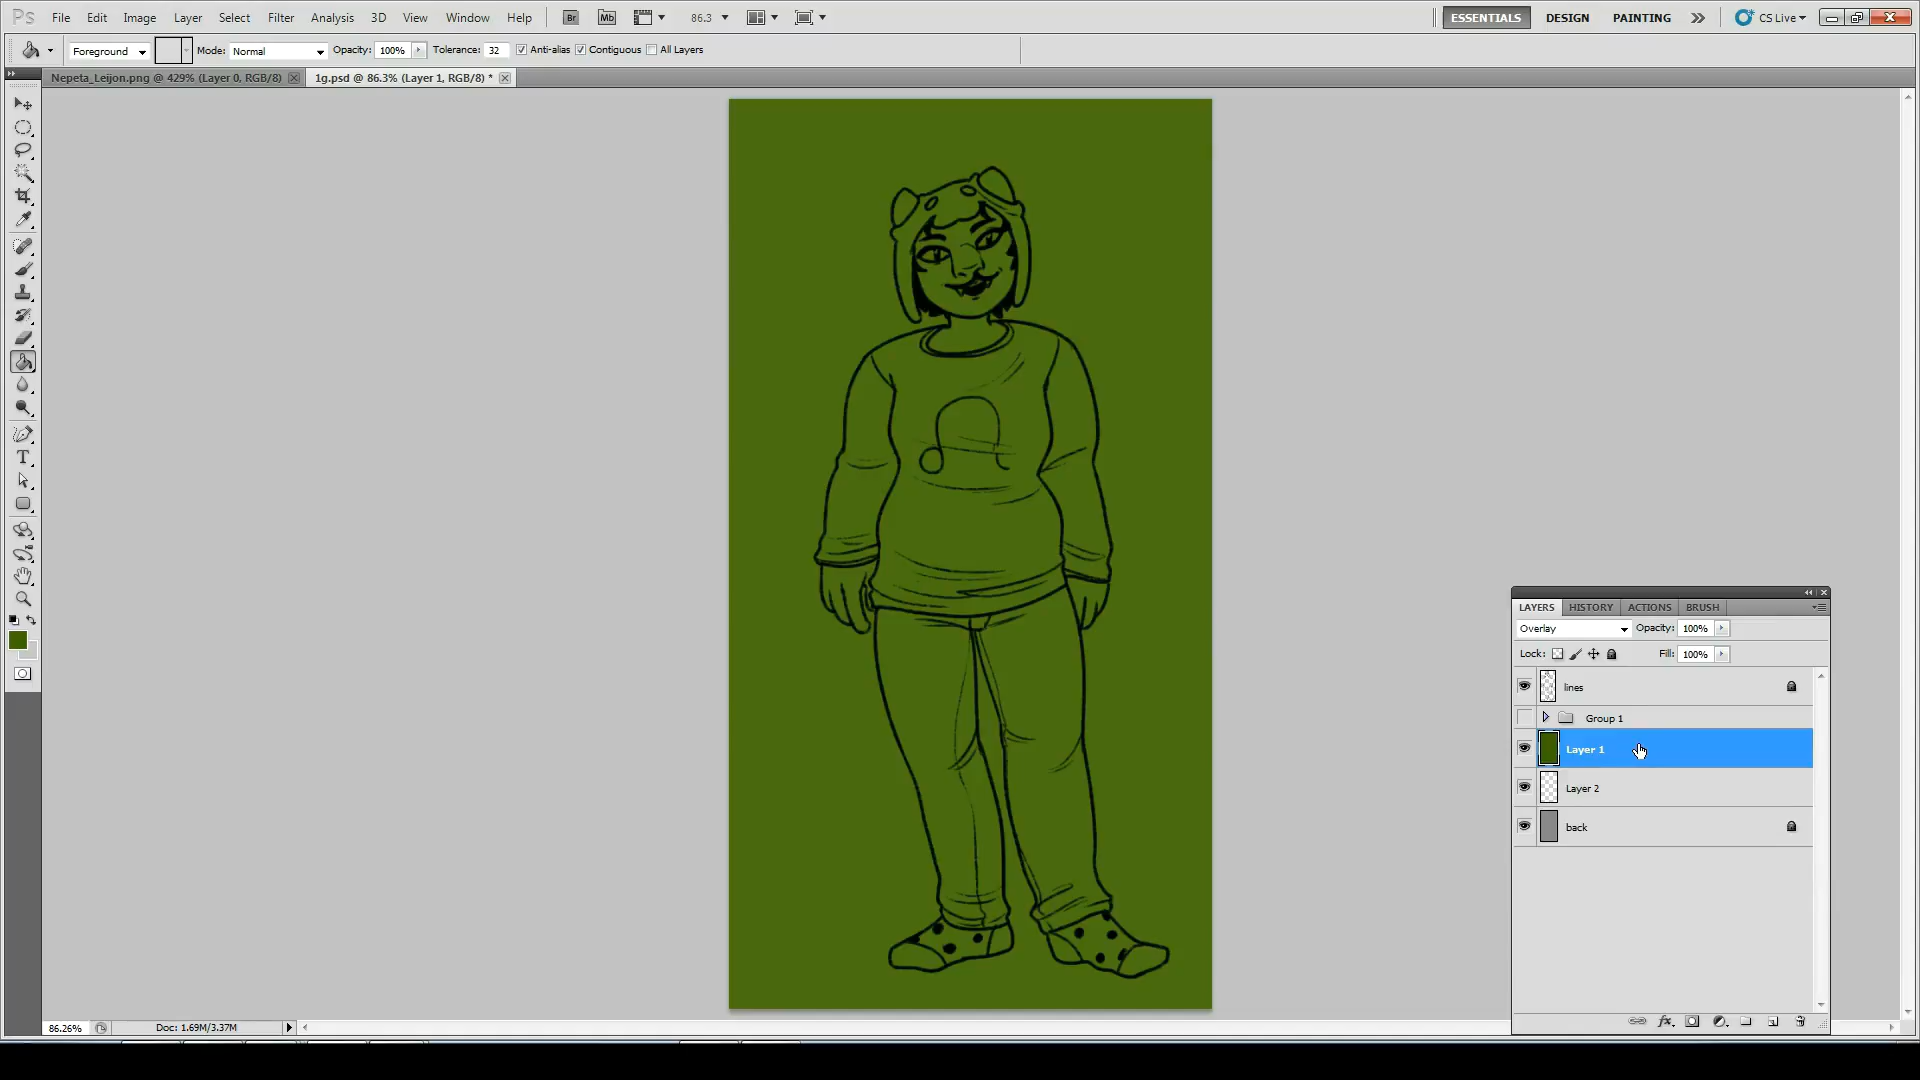 Ps File Edit Image Layer Select Filter Analysis 3D View Window Help Br Mb 86.3 ESSENTIALS DESIGN PAINTING CS Live
Foreground Mode: Normal Opacity: 100% Tolerance: 32 Anti-alias Contiguous All Layers
Nepeta_Leijon.png @ 429% (Layer 0, RGB/8) 1g.psd @ 86.3% (Layer 1, RGB/8) *
T
LAYERS HISTORY ACTIONS BRUSH
Overlay Opacity: 100%
Lock: Fill: 100%
lines
Group 1
Layer 1
Layer 2
back
fx
86.26% Doc: 1.69M/3.37M